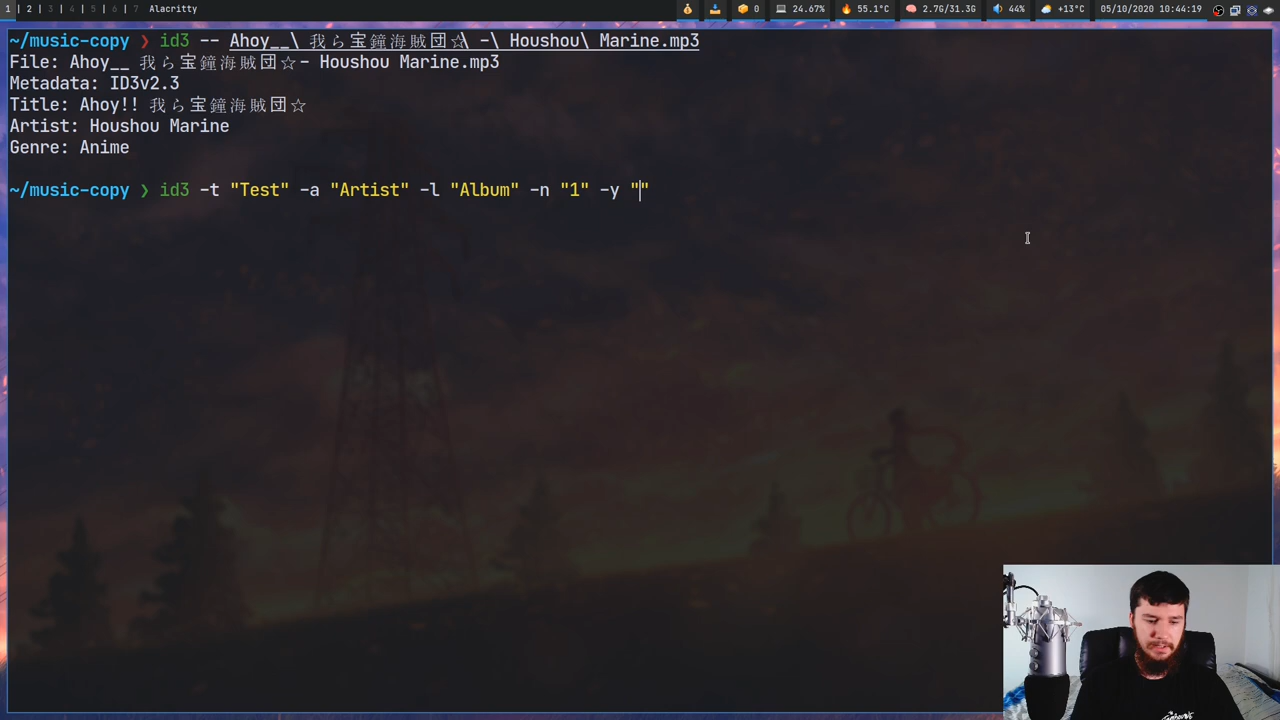 1 | 2 | 3 | 4 | 5 | 6 | 7 Alacritty 0 24.67% 55.1°C 2.7G/31.3G 44% +13°C 05/10/2020 10:44:19
~/music-copy ❯ id3 -- Ahoy__\ 我ら宝鐘海賊団☆\ -\ Houshou\ Marine.mp3
File: Ahoy__ 我ら宝鐘海賊団☆- Houshou Marine.mp3
Metadata: ID3v2.3
Title: Ahoy!! 我ら宝鐘海賊団☆
Artist: Houshou Marine
Genre: Anime
~/music-copy ❯ id3 -t "Test" -a "Artist" -l "Album" -n "1" -y ""